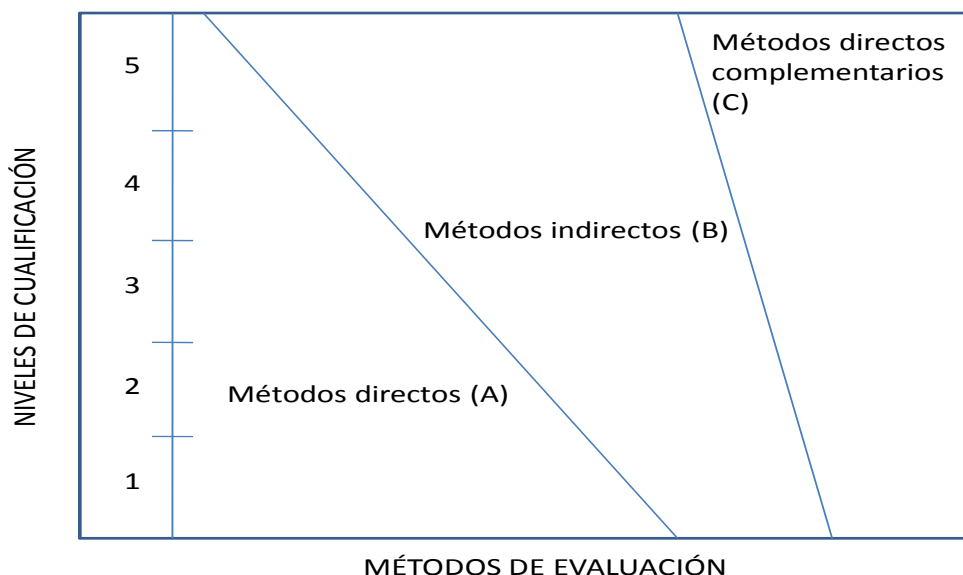 Métodos directos
complementarios
(C)
5
4
Métodos indirectos (B)
3
Métodos directos (A)
2
1
NIVELES DE CUALIFICACIÓN
MÉTODOS DE EVALUACIÓN